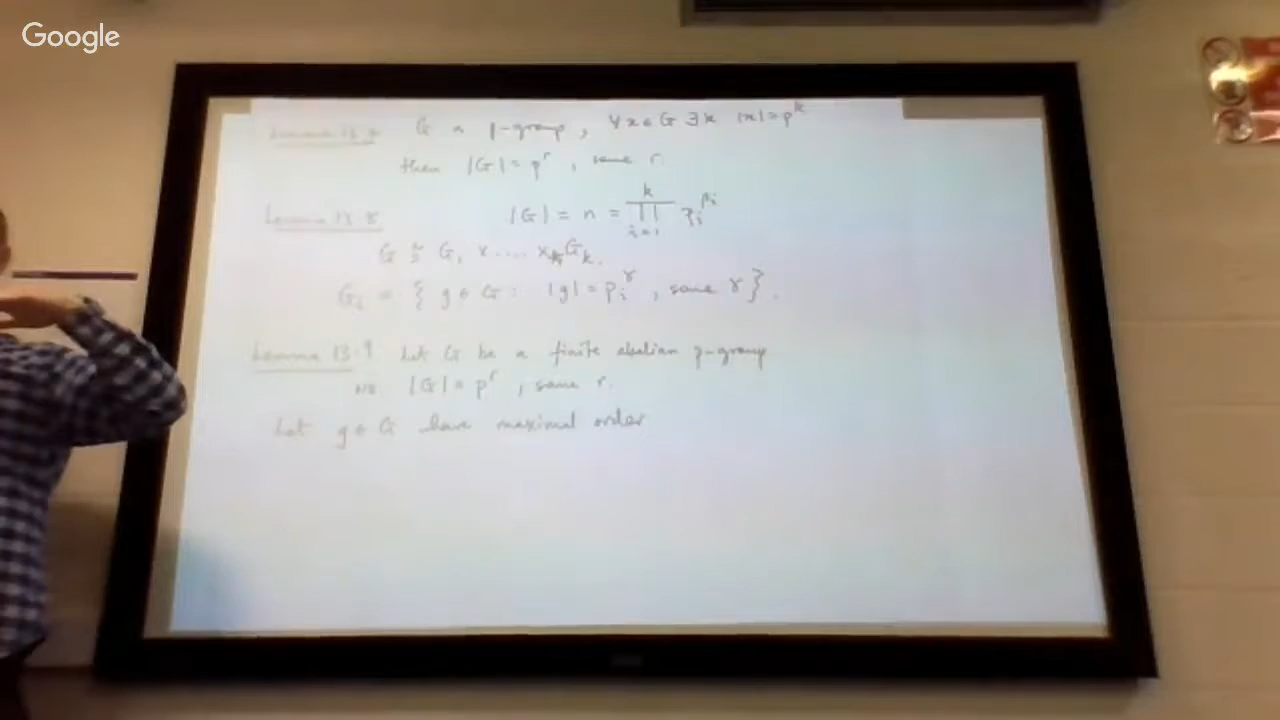 Google
G a p-group, ∀x∈G ∃k |x|=p^k
then |G| = p^r, some r.
Lemma 13.8 |G| = n = ∏_{i=1}^{k} p_i^{β_i}
G ≅ G_1 × .... × G_k.
G_i = { g ∈ G : |g| = p_i^γ, some γ }.
Lemma 13.9 Let G be a finite abelian p-group
so |G| = p^r, some r.
Let g ∈ G have maximal order